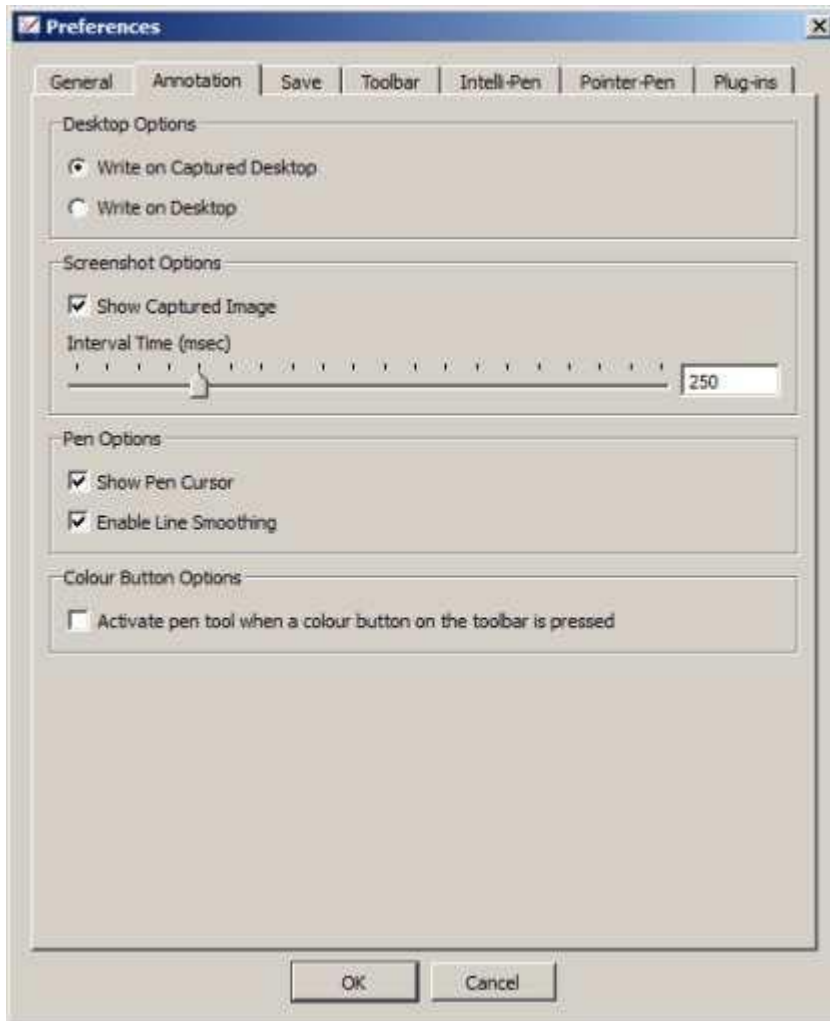 Preferences
General Annotation Save Toolbar Intelli-Pen Pointer-Pen Plug-ins
Desktop Options
Write on Captured Desktop
Write on Desktop
Screenshot Options
Show Captured Image
Interval Time (msec)
250
Pen Options
Show Pen Cursor
Enable Line Smoothing
Colour Button Options
Activate pen tool when a colour button on the toolbar is pressed
OK Cancel